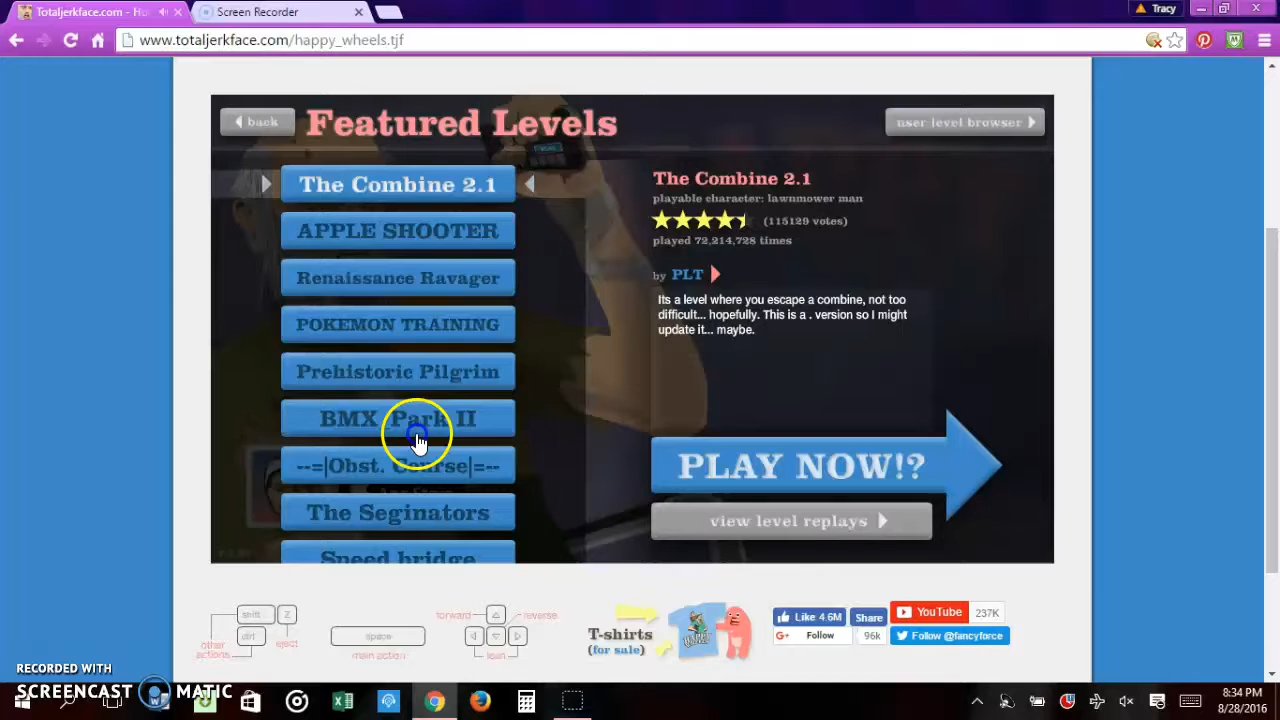 Totaljerkface.com - Ho
Screen Recorder
Tracy
www.totaljerkface.com/happy_wheels.tjf
back
Featured Levels
user level browser
The Combine 2.1
APPLE SHOOTER
Renaissance Ravager
POKEMON TRAINING
Prehistoric Pilgrim
BMX Park II
--=|Obst. Course|=--
The Seginators
Speed bridge
The Combine 2.1
playable character: lawnmower man
(115129 votes)
played 72,214,728 times
by PLT
Its a level where you escape a combine, not too
difficult... hopefully. This is a . version so I might
update it... maybe.
PLAY NOW!?
view level replays
shift
Z
ctrl
eject
other
actions
space
main action
forward
reverse
lean
T-shirts
(for sale)
Like 4.6M
Share
YouTube
237K
G+ Follow
96k
Follow @fancyforce
RECORDED WITH
SCREENCAST MATIC
8:34 PM
8/28/2016